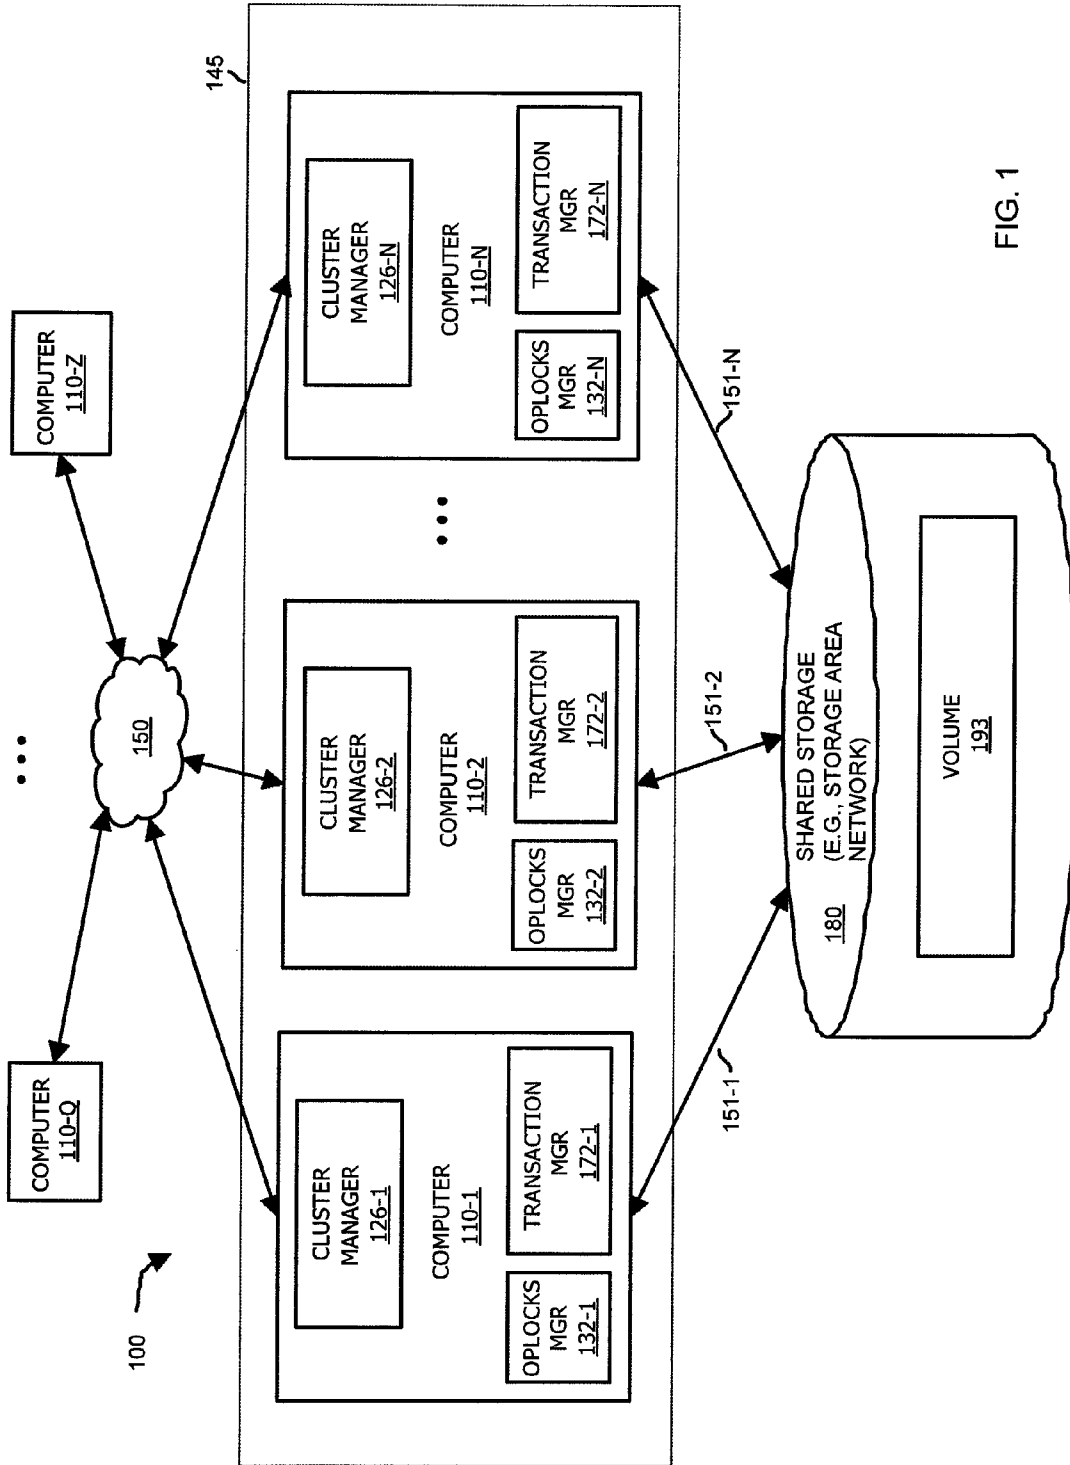 COMPUTER
110-Q
•••
COMPUTER
110-Z
100
150
145
CLUSTER
MANAGER
126-1
COMPUTER
110-1
OPLOCKS
MGR
132-1
TRANSACTION
MGR
172-1
CLUSTER
MANAGER
126-2
COMPUTER
110-2
OPLOCKS
MGR
132-2
TRANSACTION
MGR
172-2
•••
CLUSTER
MANAGER
126-N
COMPUTER
110-N
OPLOCKS
MGR
132-N
TRANSACTION
MGR
172-N
151-1
151-2
151-N
180
SHARED STORAGE
(E.G., STORAGE AREA
NETWORK)
VOLUME
193
FIG. 1